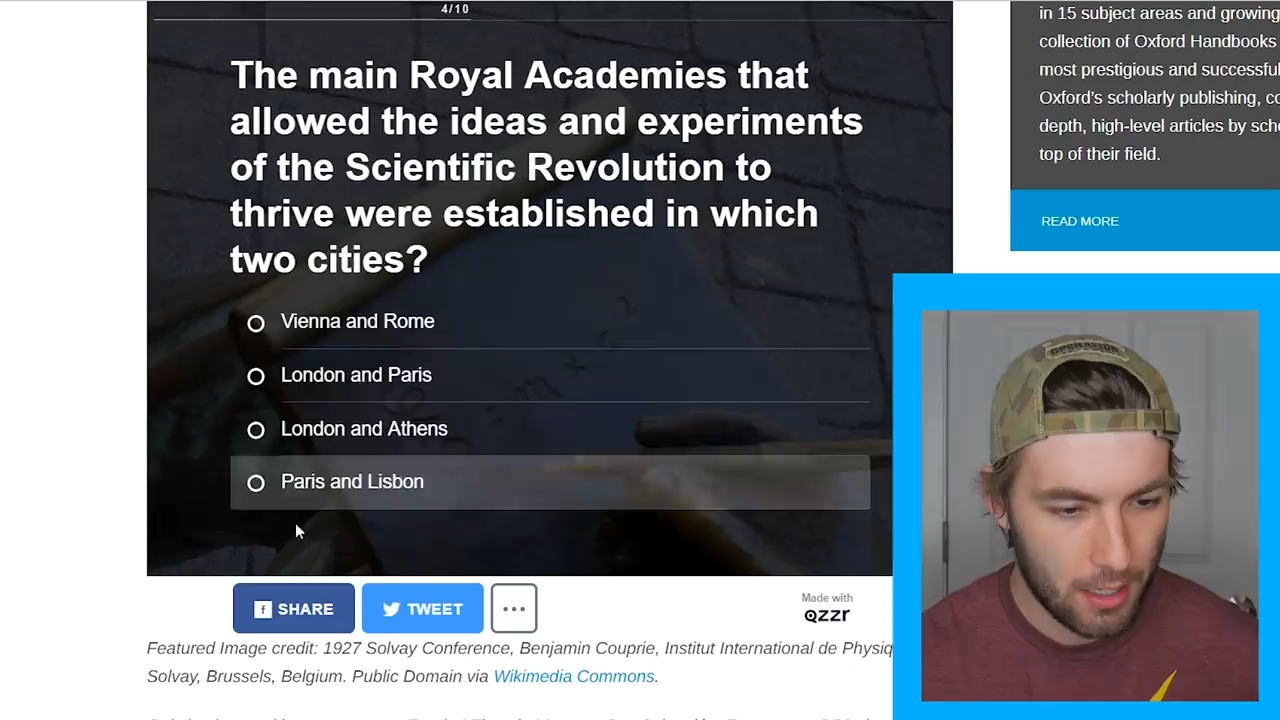 4/10
The main Royal Academies that
allowed the ideas and experiments
of the Scientific Revolution to
thrive were established in which
two cities?
Vienna and Rome
London and Paris
London and Athens
Paris and Lisbon
f SHARE
TWEET
...
Made with
qzzr
Featured Image credit: 1927 Solvay Conference, Benjamin Couprie, Institut International de Physiq
Solvay, Brussels, Belgium. Public Domain via Wikimedia Commons.
in 15 subject areas and growing
collection of Oxford Handbooks
most prestigious and successful
Oxford's scholarly publishing, co
depth, high-level articles by sch
top of their field.
READ MORE
OPERATION